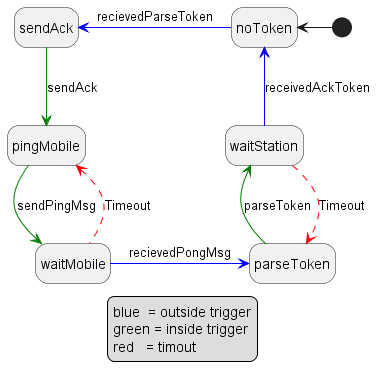 recievedParseToken
sendAck
noToken
sendAck
receivedAckToken
pingMobile
waitStation
sendPingMsg
Timeout
parseToken
Timeout
recievedPongMsg
waitMobile
parseToken
blue = outside trigger
green = inside trigger
red = timout